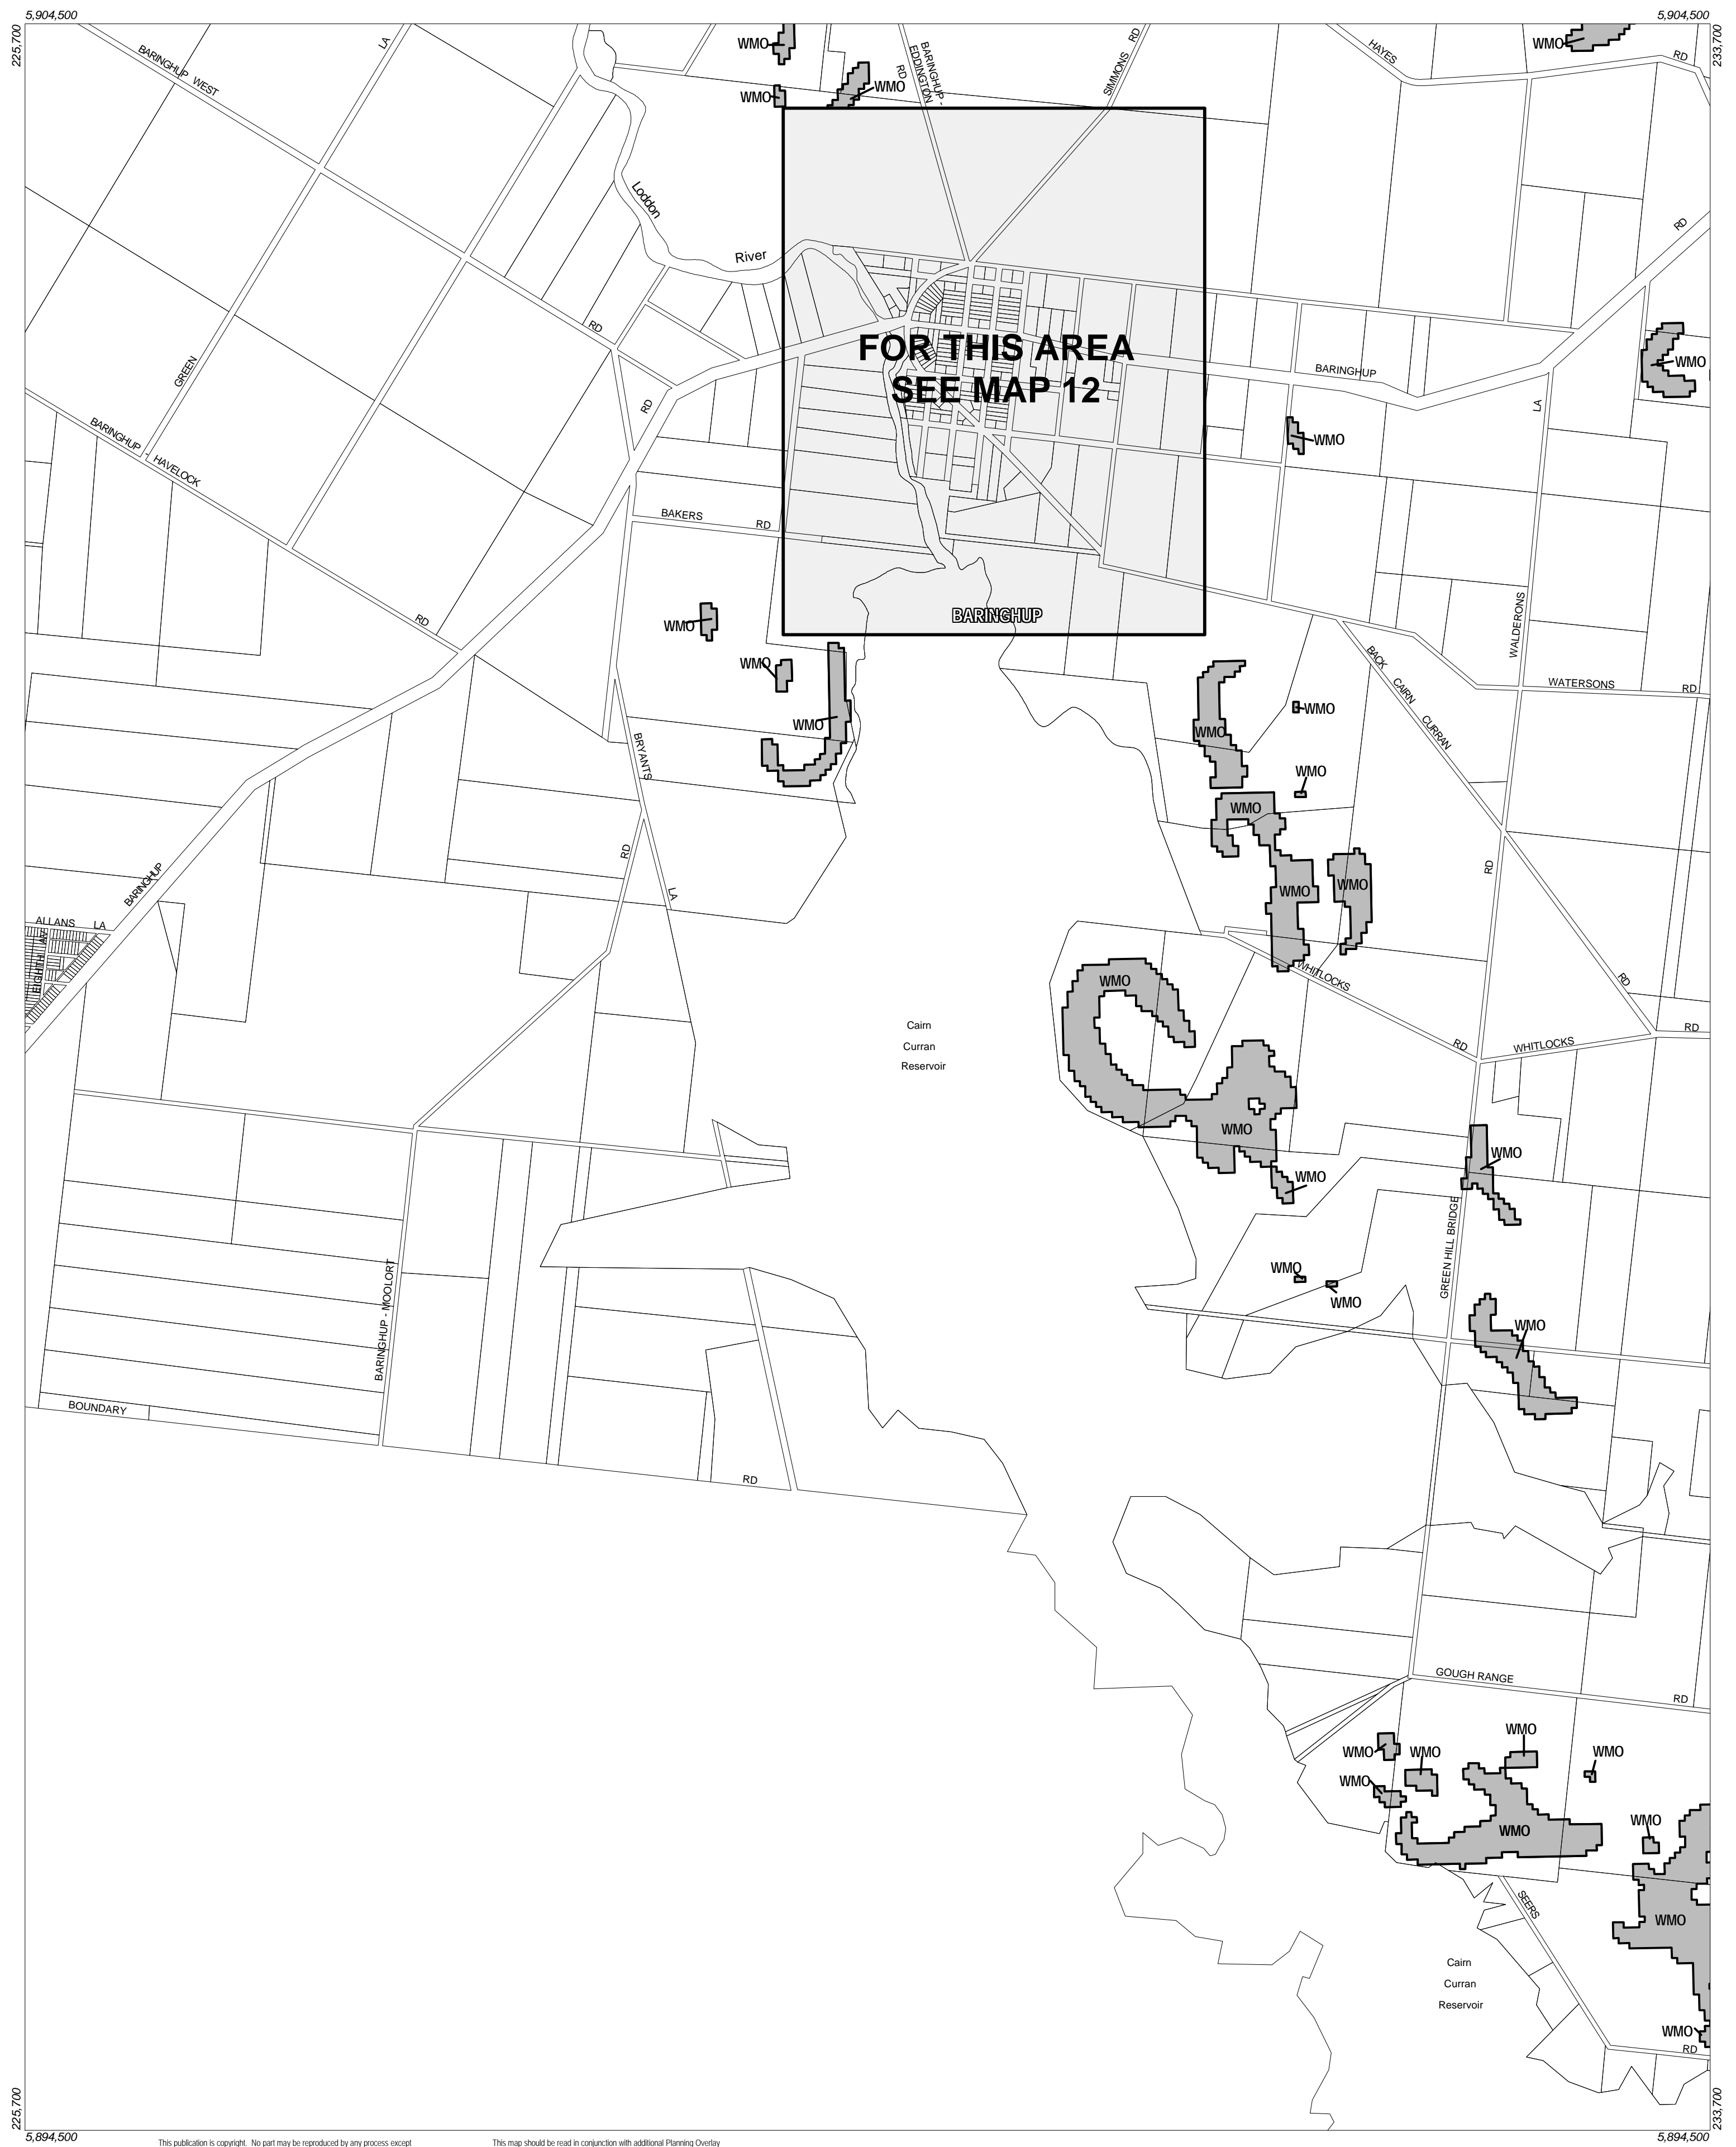 5,904,500
5,904,500
225,700
233,700
BARINGHUP WEST
LA
WMO
BARINGHUP -
EDDINGTON
RD
SIMMONS
RD
HAYES
WMO
RD
WMO
WMO
Loddon
River
RD
RD
GREEN
FOR THIS AREA
SEE MAP 12
BARINGHUP
WMO
LA
RD
BARINGHUP - HAVELOCK
WMO
BAKERS
RD
RD
WMO
BARINGHUP
WALDERONS
WMO
BACK CAIRN CURRAN
WATERSONS
RD
WMO
WMO
WMO
BRYANTS
WMO
WMO
RD
BARINGHUP
LA
RD
WMO
WMO
ALLANS LA
EIGHTH AV
WHITLOCKS
WMO
RD
Cairn
Curran
Reservoir
RD
WHITLOCKS
RD
WMO
WMO
WMO
GREEN HILL BRIDGE
WMO
WMO
BARINGHUP - MOOLORT
WMO
BOUNDARY
RD
GOUGH RANGE
RD
WMO
WMO
WMO
WMO
WMO
WMO
WMO
SEERS
WMO
Cairn
Curran
Reservoir
WMO
RD
225,700
233,700
5,894,500
5,894,500
This publication is copyright. No part may be reproduced by any process except
This map should be read in conjunction with additional Planning Overlay